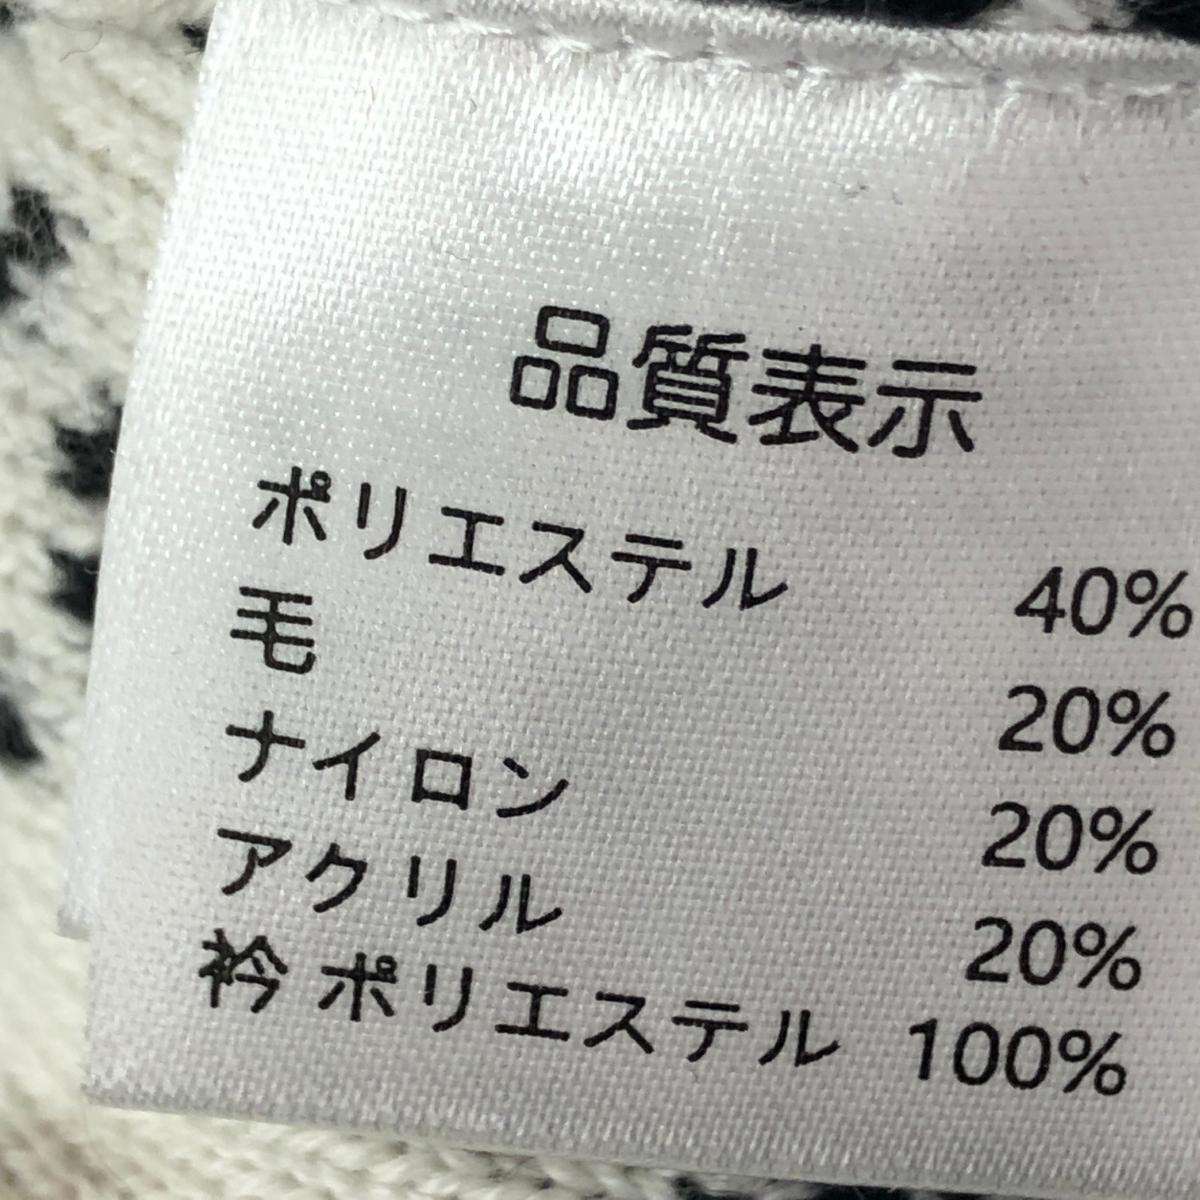 品質表示
ポリエステル 40%
毛 20%
ナイロン 20%
アクリル 20%
衿 ポリエステル 100%